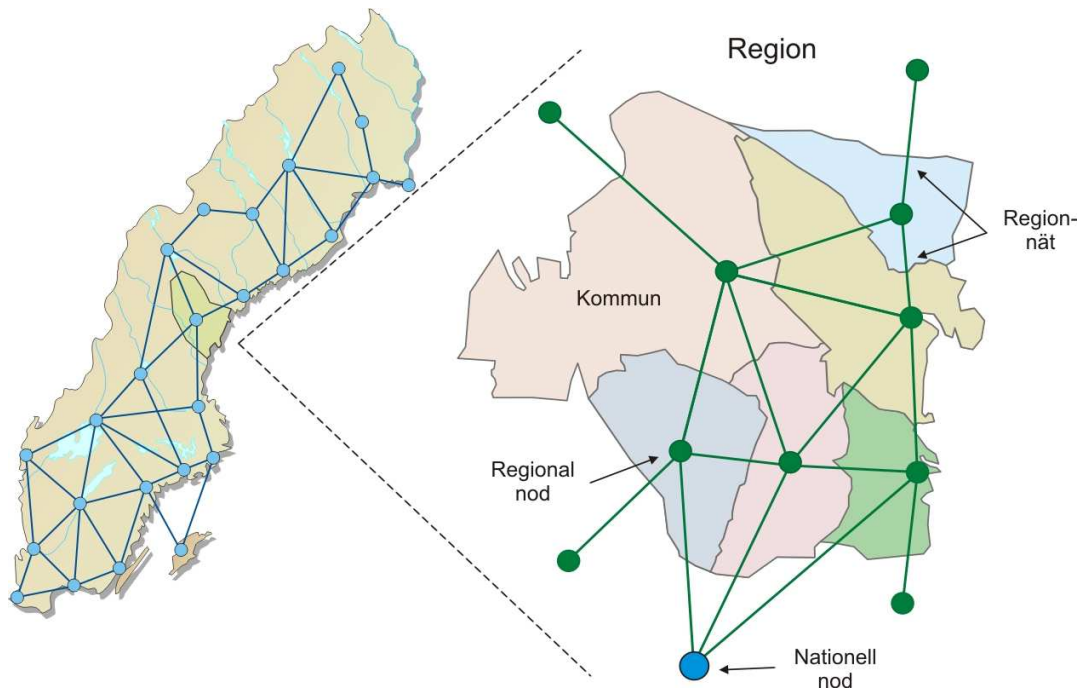 Region
Region-
nät
Kommun
Regional
nod
Nationell
nod